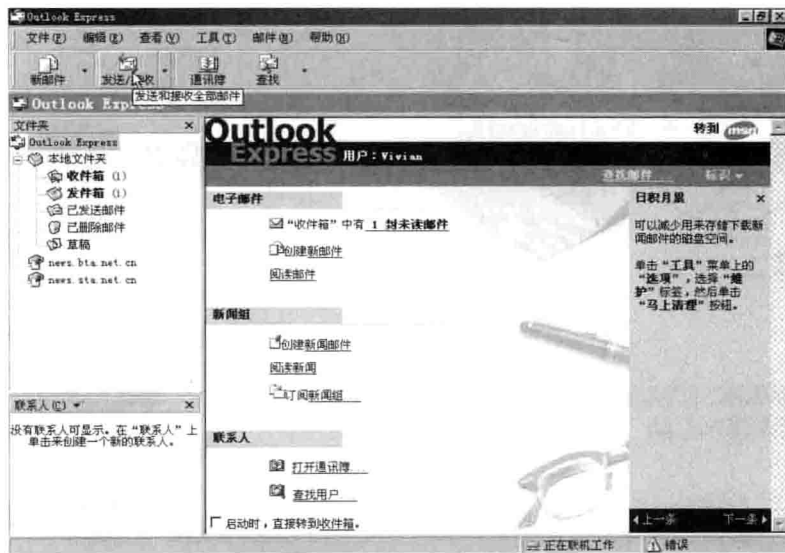 Outlook Express
文件(F) 编辑(E) 查看(V) 工具(T) 邮件(M) 帮助(H)
新邮件 发送/接收 通讯簿 查找
发送和接收全部邮件
Outlook Exp
文件夹 ×
Outlook Express
本地文件夹
收件箱 (1)
发件箱 (1)
已发送邮件
已删除邮件
草稿
news.bta.net.cn
news.sta.net.cn
联系人(C) ×
没有联系人可显示。在“联系人”上
单击来创建一个新的联系人。
Outlook
Express 用户:Vivian
转到 msn
查找邮件... 标识
电子邮件
“收件箱”中有 1 封未读邮件
创建新邮件
阅读邮件
新闻组
创建新闻邮件
阅读新闻
订阅新闻组...
联系人
打开通讯簿...
查找用户...
启动时,直接转到收件箱。
日积月累 ×
可以减少用来存储下载新
闻邮件的磁盘空间。
单击“工具”菜单上的
“选项”,选择“维
护”标签,然后单击
“马上清理”按钮。
上一条 下一条
正在联机工作 错误